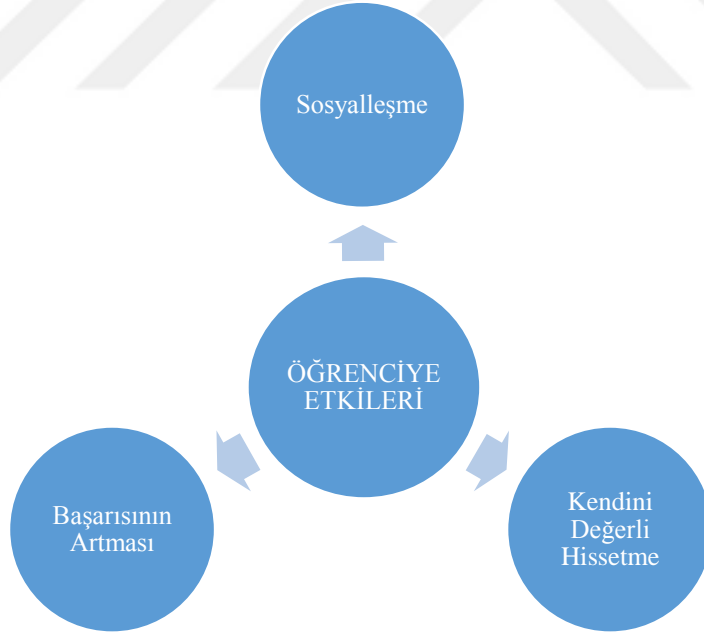 Sosyalleşme
ÖĞRENCİYE
ETKİLERİ
Başarısının
Artması
Kendini
Değerli
Hissetme